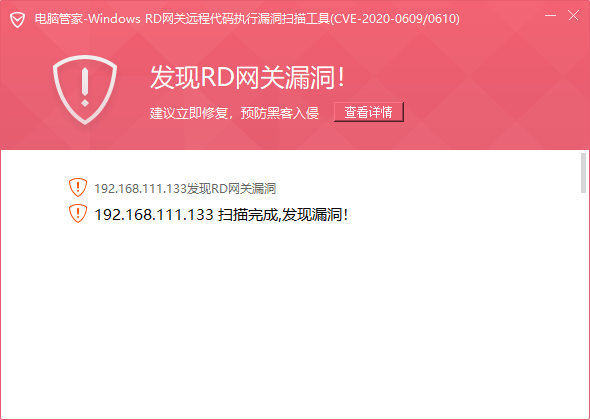 电脑管家-Windows RD网关远程代码执行漏洞扫描工具(CVE-2020-0609/0610)
发现RD网关漏洞！
建议立即修复，预防黑客入侵 查看详情
192.168.111.133发现RD网关漏洞
192.168.111.133 扫描完成,发现漏洞！